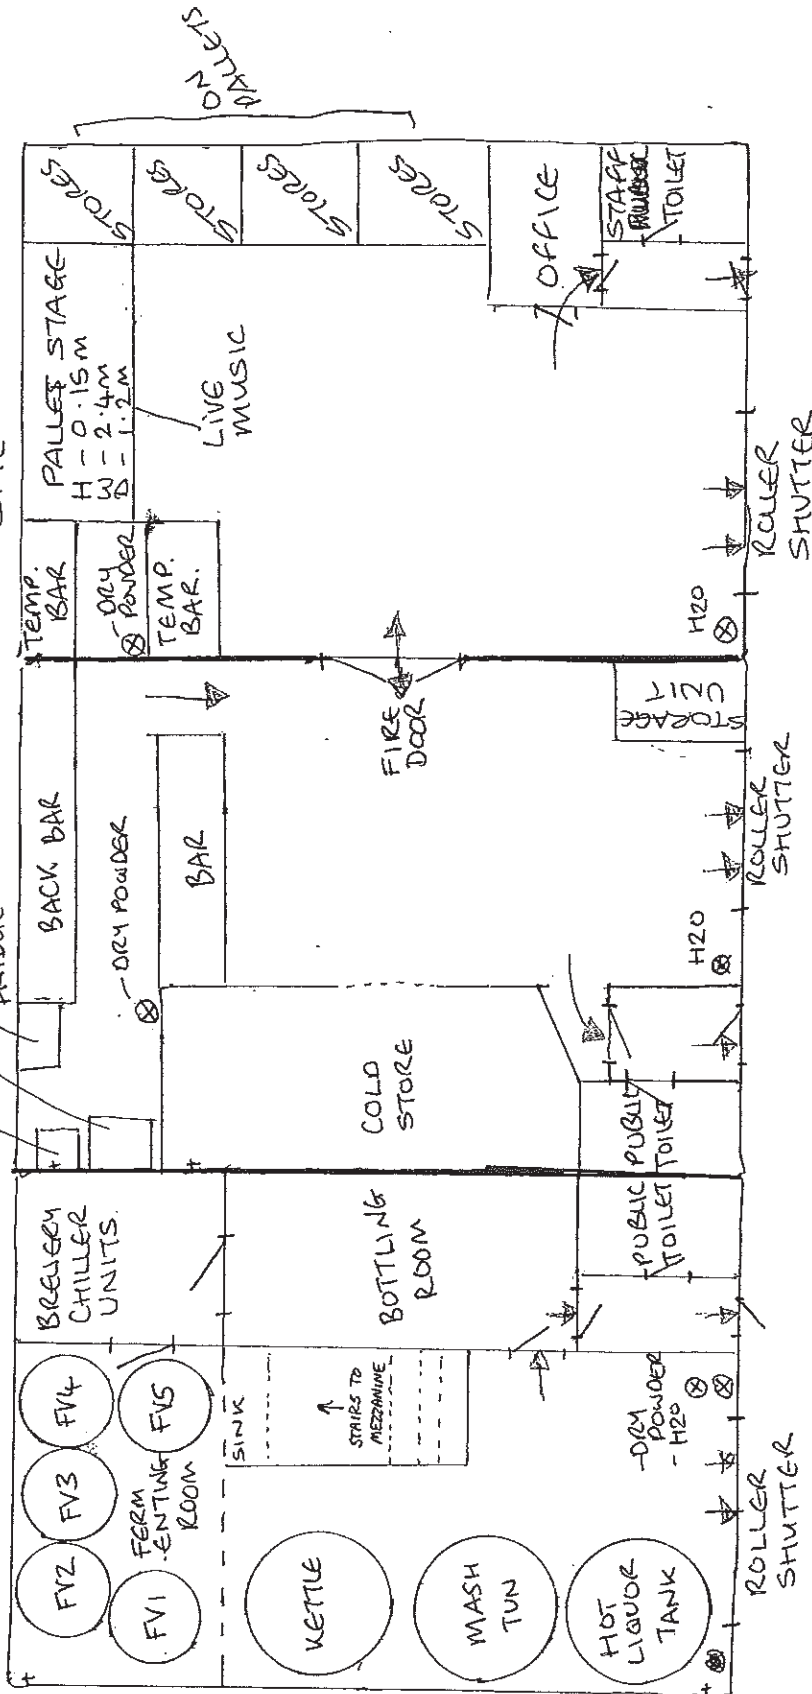 BREWERY
CHILLER
UNITS.
FV4
FV3
FV2
FV5
FV1
FERM
-ENTING
ROOM
SINK
↑
STAIRS TO
MEZZANINE
KETTLE
MASH
TUN
HOT
LIQUOR
TANK
BOTTLING
ROOM
PUBLIC
TOILET
-DRY
POWDER
- H20
ROLLER
SHUTTER
BACK BAR
-DRY POWDER
BAR
COLD
STORE
PUBLIC
TOILET
FIRE
DOOR
STORAGE
UNIT
H20
ROLLER
SHUTTER
TEMP.
BAR
-DRY
POWDER
TEMP.
BAR.
PALLET STAGE
H - 0.15M
W - 2.4M
D - 1.2M
LIVE
MUSIC
STORES
STORES
STORES
STORES
ON
PALLETS
OFFICE
STAFF
TOILET
H20
ROLLER
SHUTTER